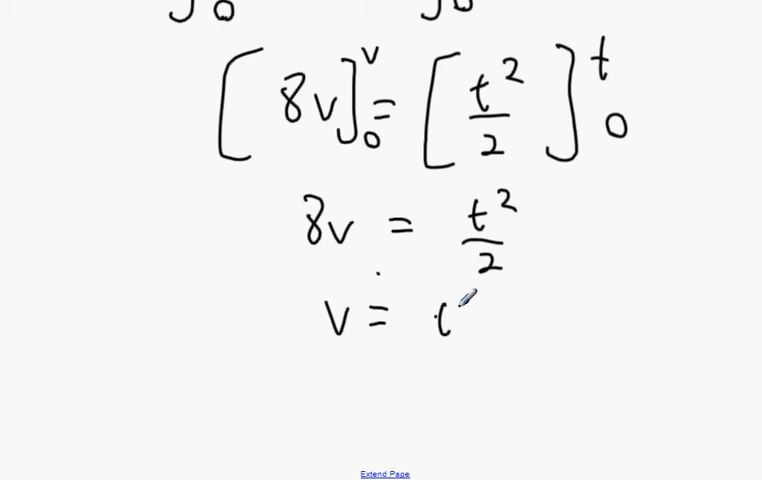 [8v]₀ᵛ = [t²/2]₀ᵗ
8v = t²/2
v = t
Extend Page